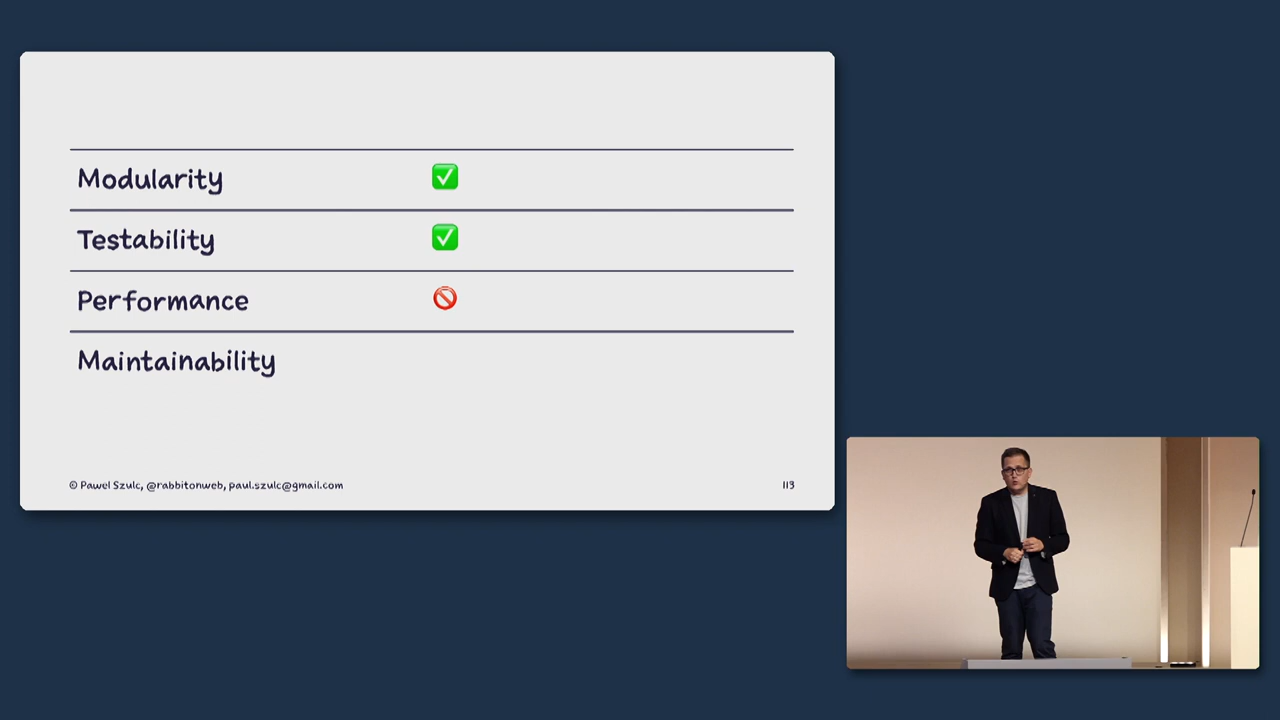 Modularity ✅
Testability ✅
Performance 🚫
Maintainability
© Pawel Szulc, @rabbitonweb, paul.szulc@gmail.com 113